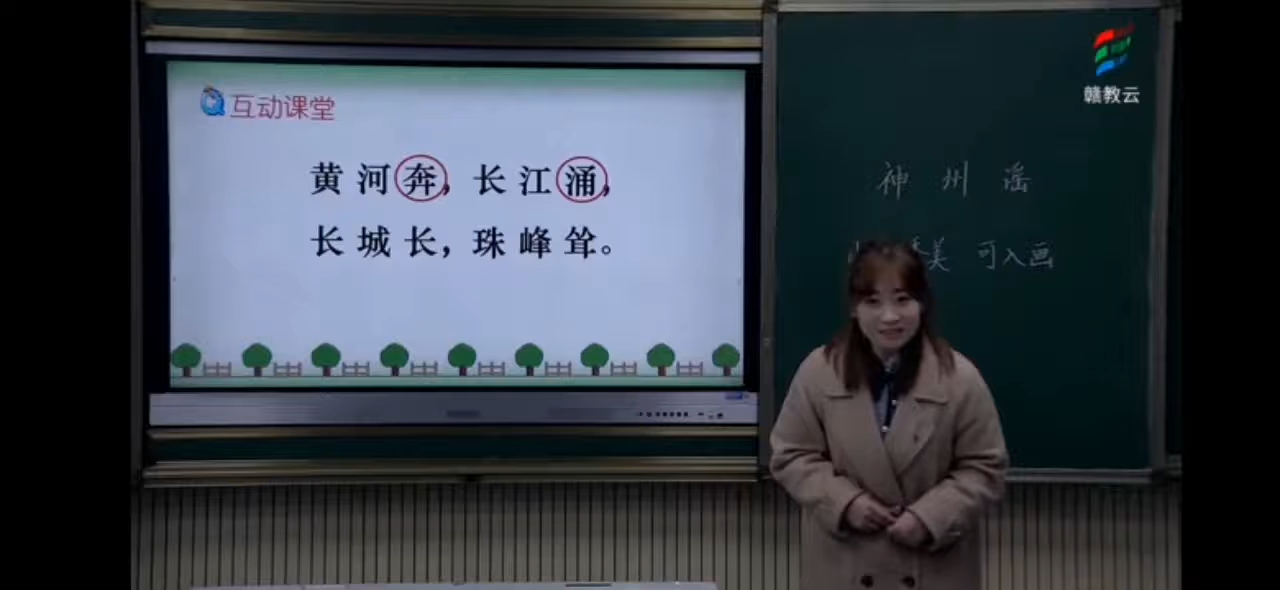 互动课堂
黄河奔，长江涌，
长城长，珠峰耸。
赣教云
神州谣
美 可入画